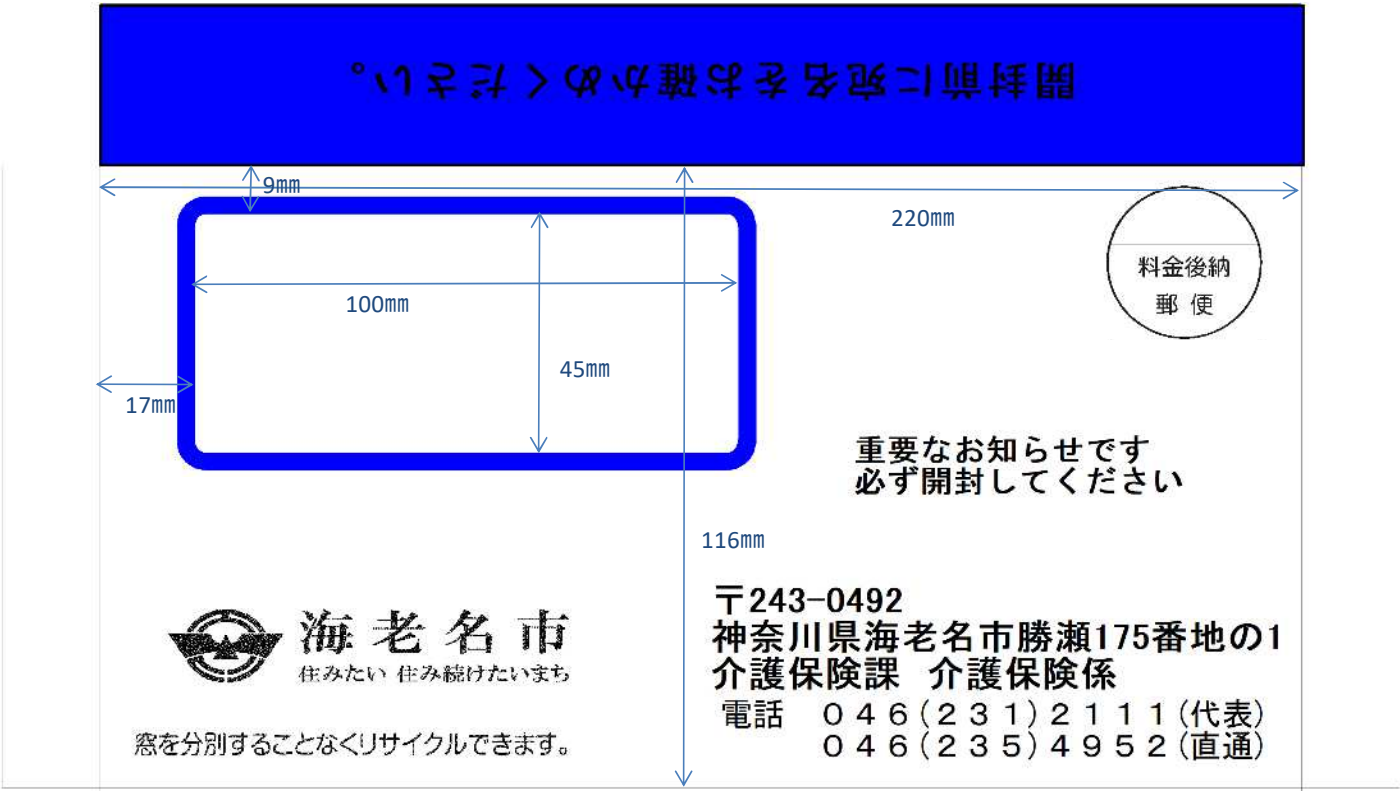 開封前に宛名をお確かめください。
9mm
220mm
料金後納
郵 便
100mm
45mm
17mm
重要なお知らせです
必ず開封してください
116mm
海老名市
住みたい 住み続けたいまち
窓を分別することなくリサイクルできます。
〒243-0492
神奈川県海老名市勝瀬175番地の1
介護保険課 介護保険係
電話 046(231)2111(代表)
046(235)4952(直通)